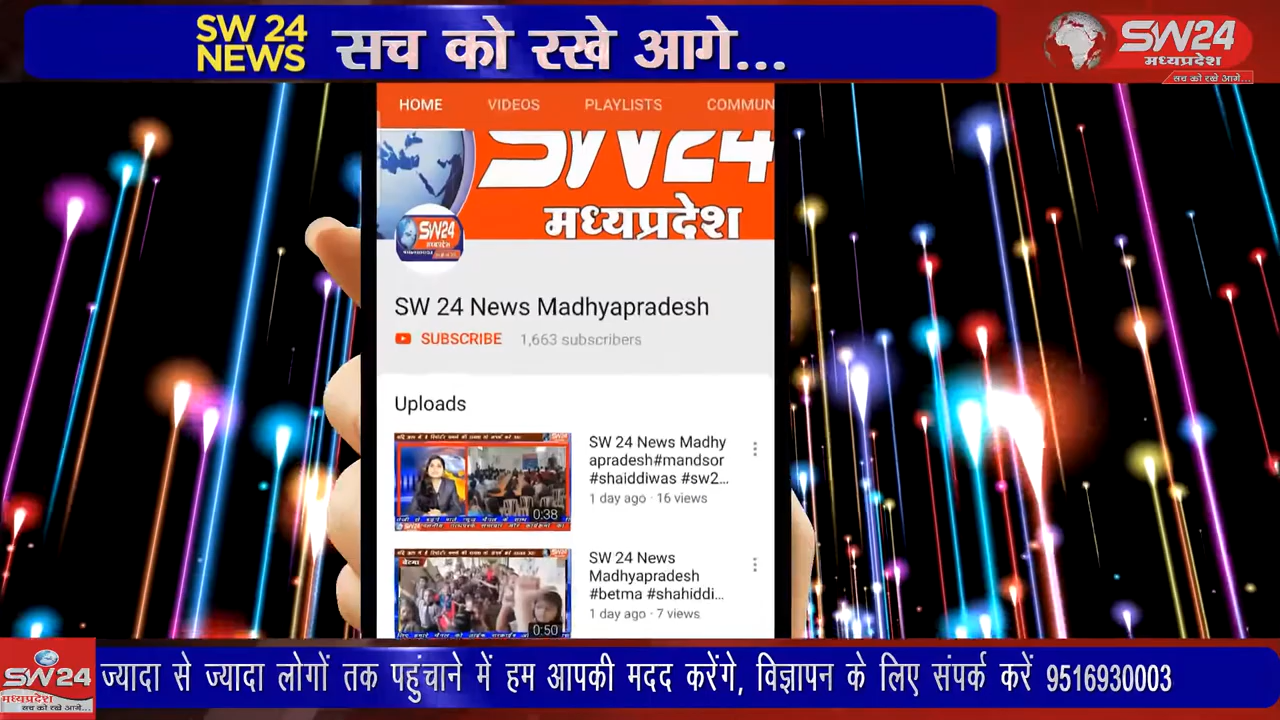 SW 24
NEWS
सच को रखे आगे...
SW24
मध्यप्रदेश
सच को रखे आगे...
HOME VIDEOS PLAYLISTS COMMUN
SW24
मध्यप्रदेश
SW24
SW 24 News Madhyapradesh
SUBSCRIBE 1,663 subscribers
Uploads
SW 24 News Madhy
apradesh#mandsor
#shaiddiwas #sw2...
1 day ago · 16 views
0:38
SW 24 News
Madhyapradesh
#betma #shahiddi...
1 day ago · 7 views
बेटमा
0:50
SW24
मध्यप्रदेश
सच को रखे आगे...
ज्यादा से ज्यादा लोगों तक पहुंचाने में हम आपकी मदद करेंगे, विज्ञापन के लिए संपर्क करें 9516930003